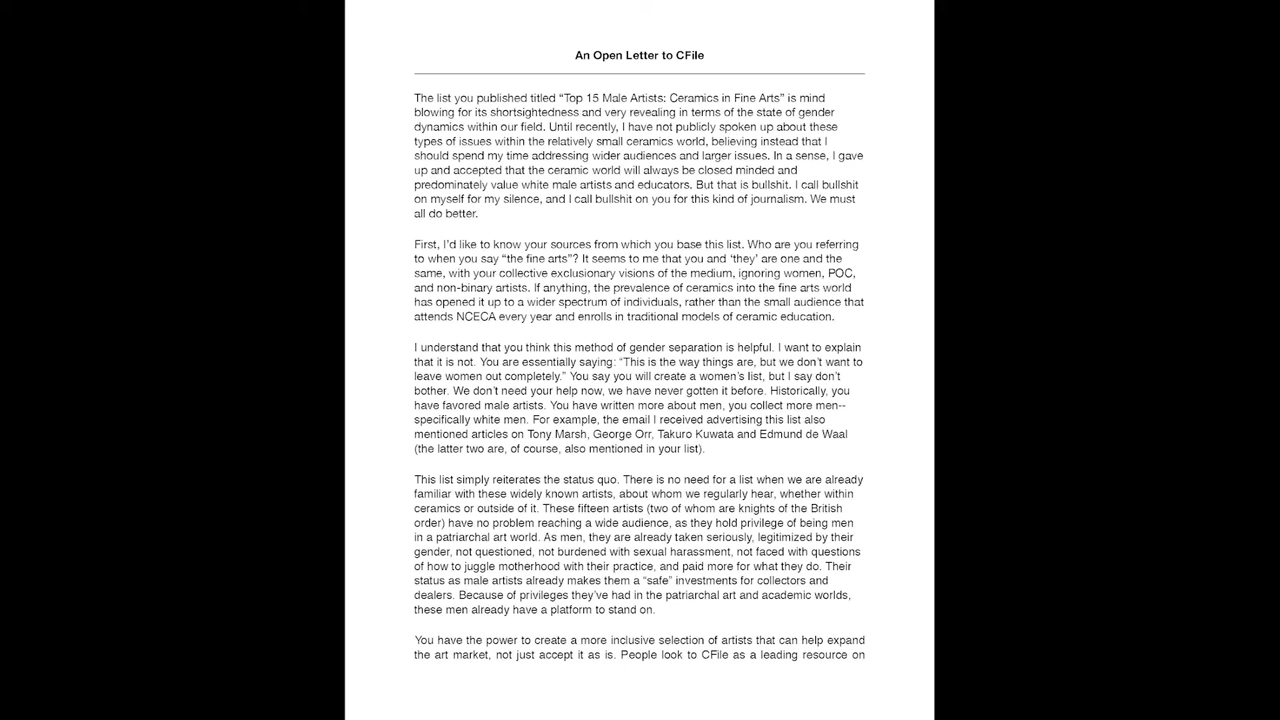 An Open Letter to CFile
The list you published titled “Top 15 Male Artists: Ceramics in Fine Arts” is mind
blowing for its shortsightedness and very revealing in terms of the state of gender
dynamics within our field. Until recently, I have not publicly spoken up about these
types of issues within the relatively small ceramics world, believing instead that I
should spend my time addressing wider audiences and larger issues. In a sense, I gave
up and accepted that the ceramic world will always be closed minded and
predominately value white male artists and educators. But that is bullshit. I call bullshit
on myself for my silence, and I call bullshit on you for this kind of journalism. We must
all do better.
First, I’d like to know your sources from which you base this list. Who are you referring
to when you say “the fine arts”? It seems to me that you and ‘they’ are one and the
same, with your collective exclusionary visions of the medium, ignoring women, POC,
and non-binary artists. If anything, the prevalence of ceramics into the fine arts world
has opened it up to a wider spectrum of individuals, rather than the small audience that
attends NCECA every year and enrolls in traditional models of ceramic education.
I understand that you think this method of gender separation is helpful. I want to explain
that it is not. You are essentially saying: “This is the way things are, but we don’t want to
leave women out completely.” You say you will create a women’s list, but I say don’t
bother. We don’t need your help now, we have never gotten it before. Historically, you
have favored male artists. You have written more about men, you collect more men--
specifically white men. For example, the email I received advertising this list also
mentioned articles on Tony Marsh, George Orr, Takuro Kuwata and Edmund de Waal
(the latter two are, of course, also mentioned in your list).
This list simply reiterates the status quo. There is no need for a list when we are already
familiar with these widely known artists, about whom we regularly hear, whether within
ceramics or outside of it. These fifteen artists (two of whom are knights of the British
order) have no problem reaching a wide audience, as they hold privilege of being men
in a patriarchal art world. As men, they are already taken seriously, legitimized by their
gender, not questioned, not burdened with sexual harassment, not faced with questions
of how to juggle motherhood with their practice, and paid more for what they do. Their
status as male artists already makes them a “safe” investments for collectors and
dealers. Because of privileges they’ve had in the patriarchal art and academic worlds,
these men already have a platform to stand on.
You have the power to create a more inclusive selection of artists that can help expand
the art market, not just accept it as is. People look to CFile as a leading resource on